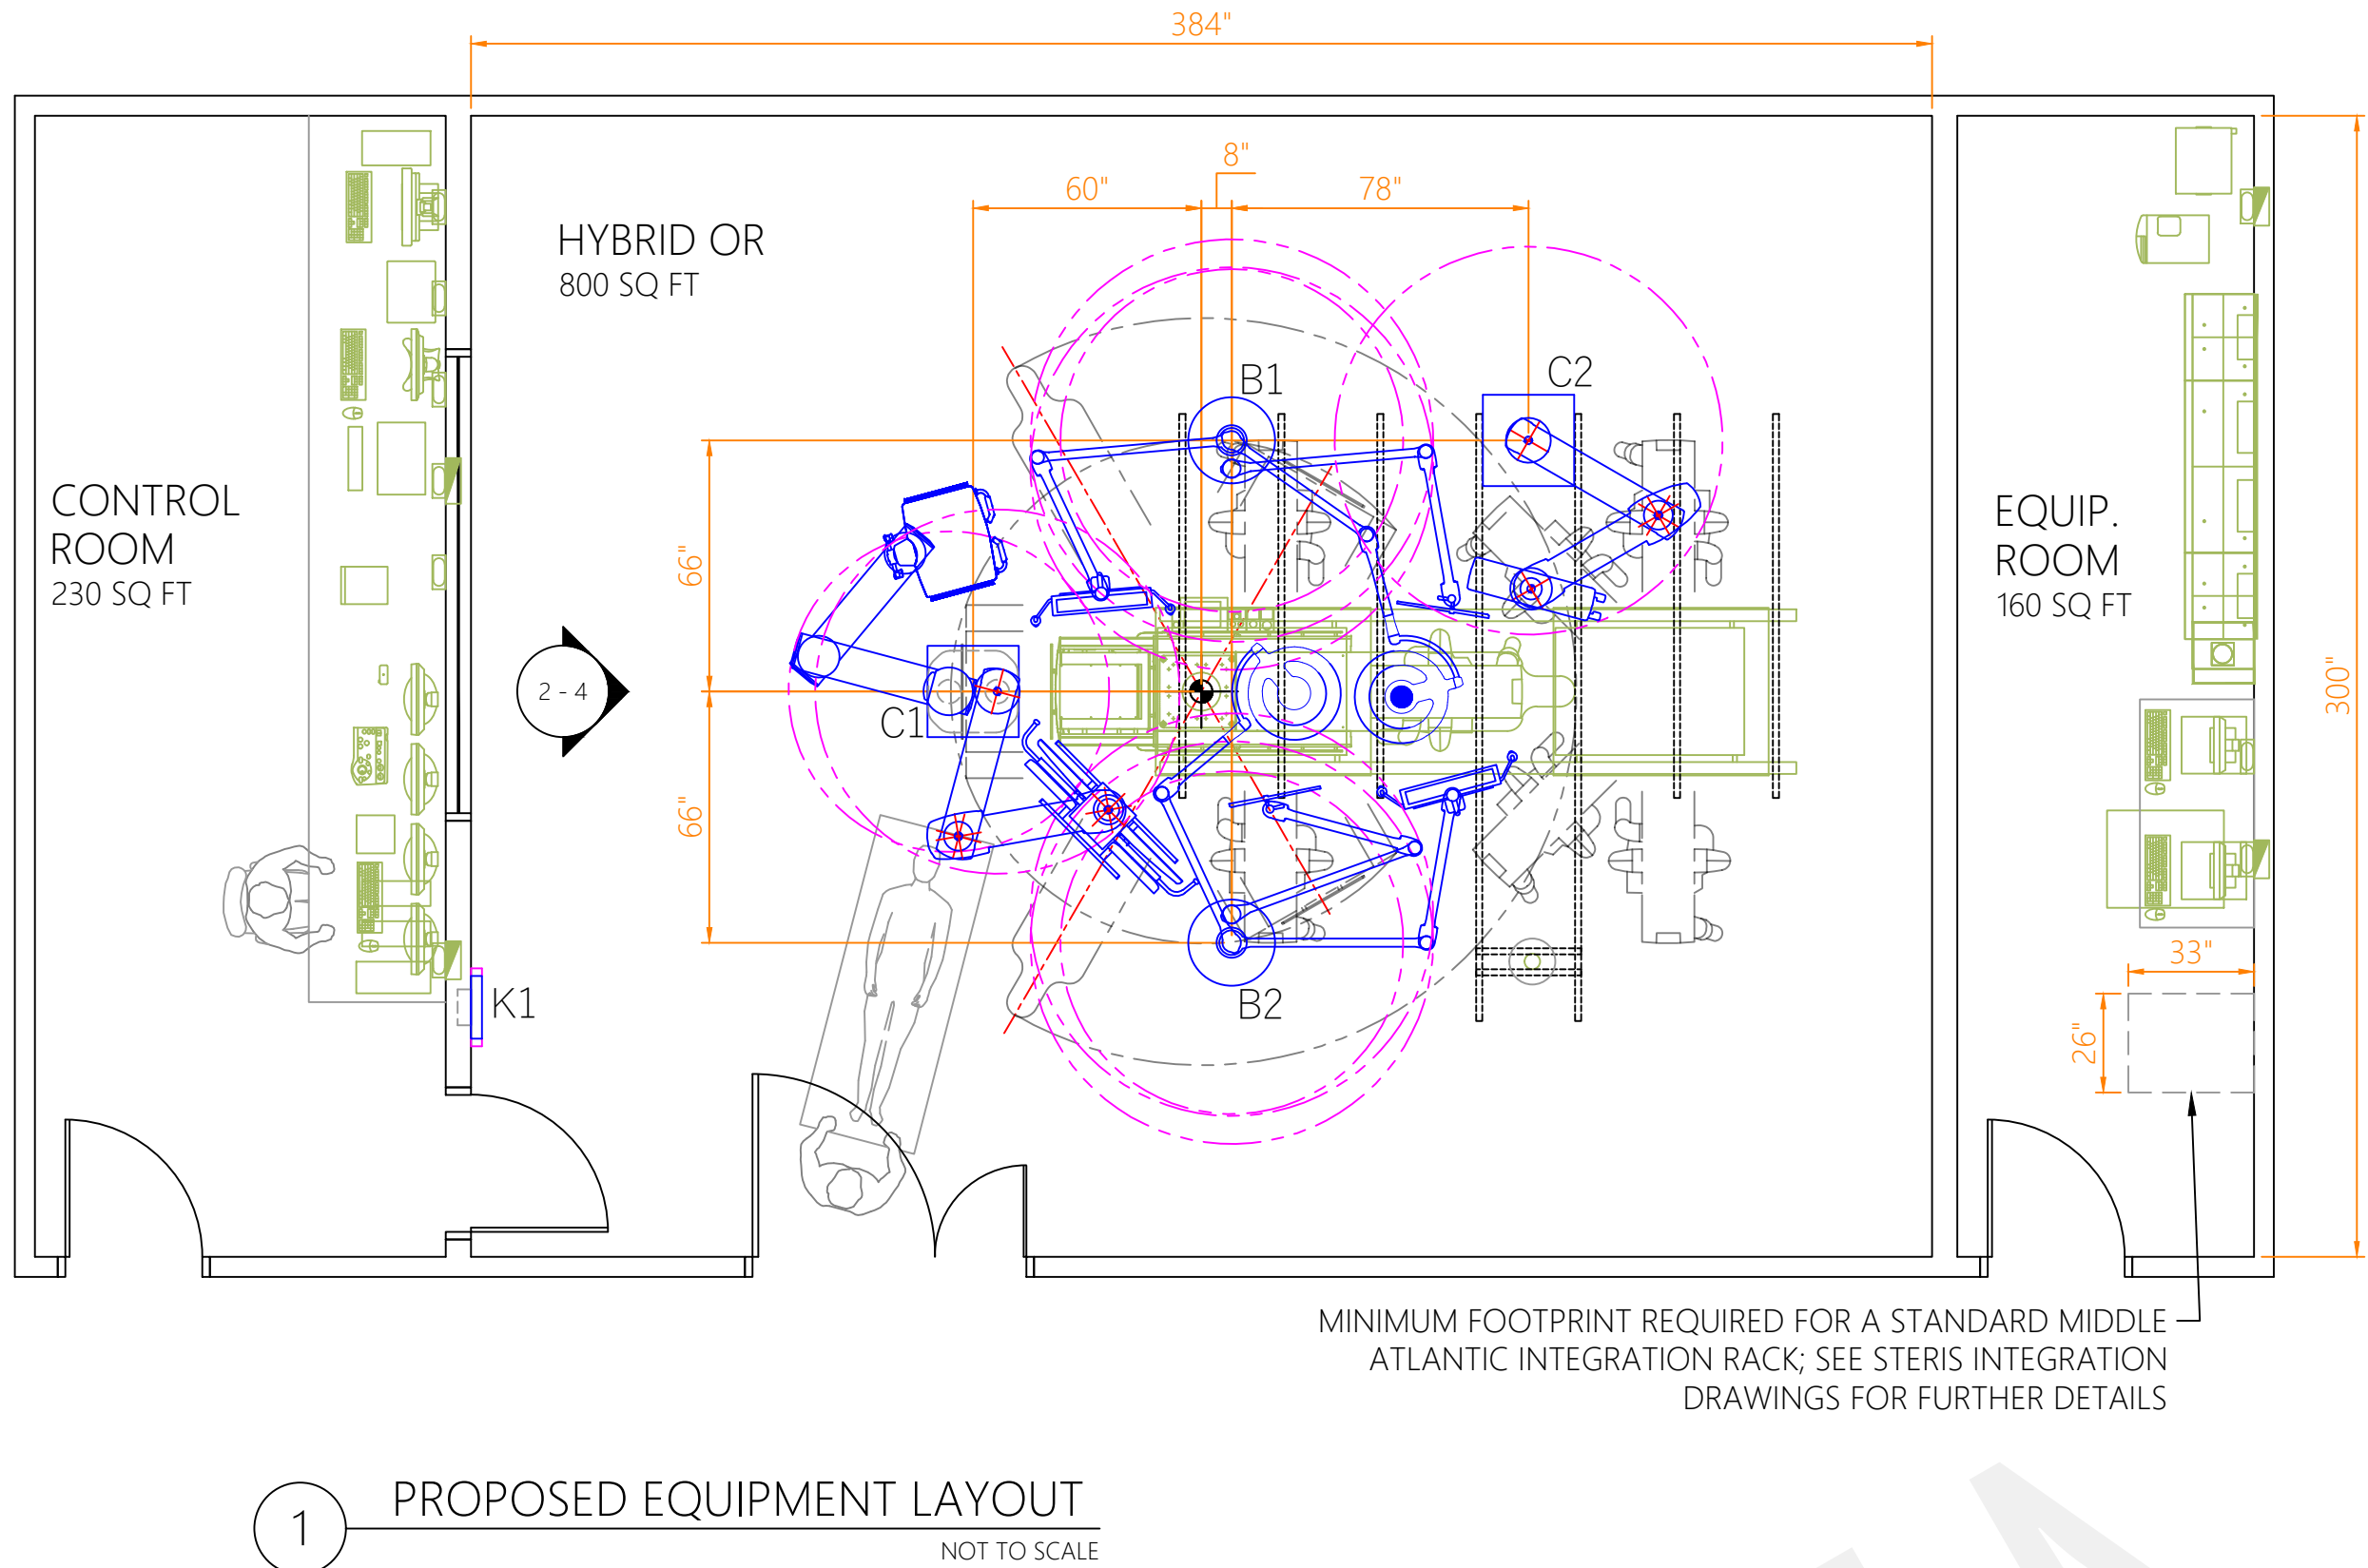 384"
8"
60"
78"
HYBRID OR
800 SQ FT
B1
C2
CONTROL
ROOM
230 SQ FT
EQUIP.
ROOM
160 SQ FT
66"
2 - 4
C1
300"
66"
33"
K1
B2
26"
MINIMUM FOOTPRINT REQUIRED FOR A STANDARD MIDDLE
ATLANTIC INTEGRATION RACK; SEE STERIS INTEGRATION
DRAWINGS FOR FURTHER DETAILS
1
PROPOSED EQUIPMENT LAYOUT
NOT TO SCALE